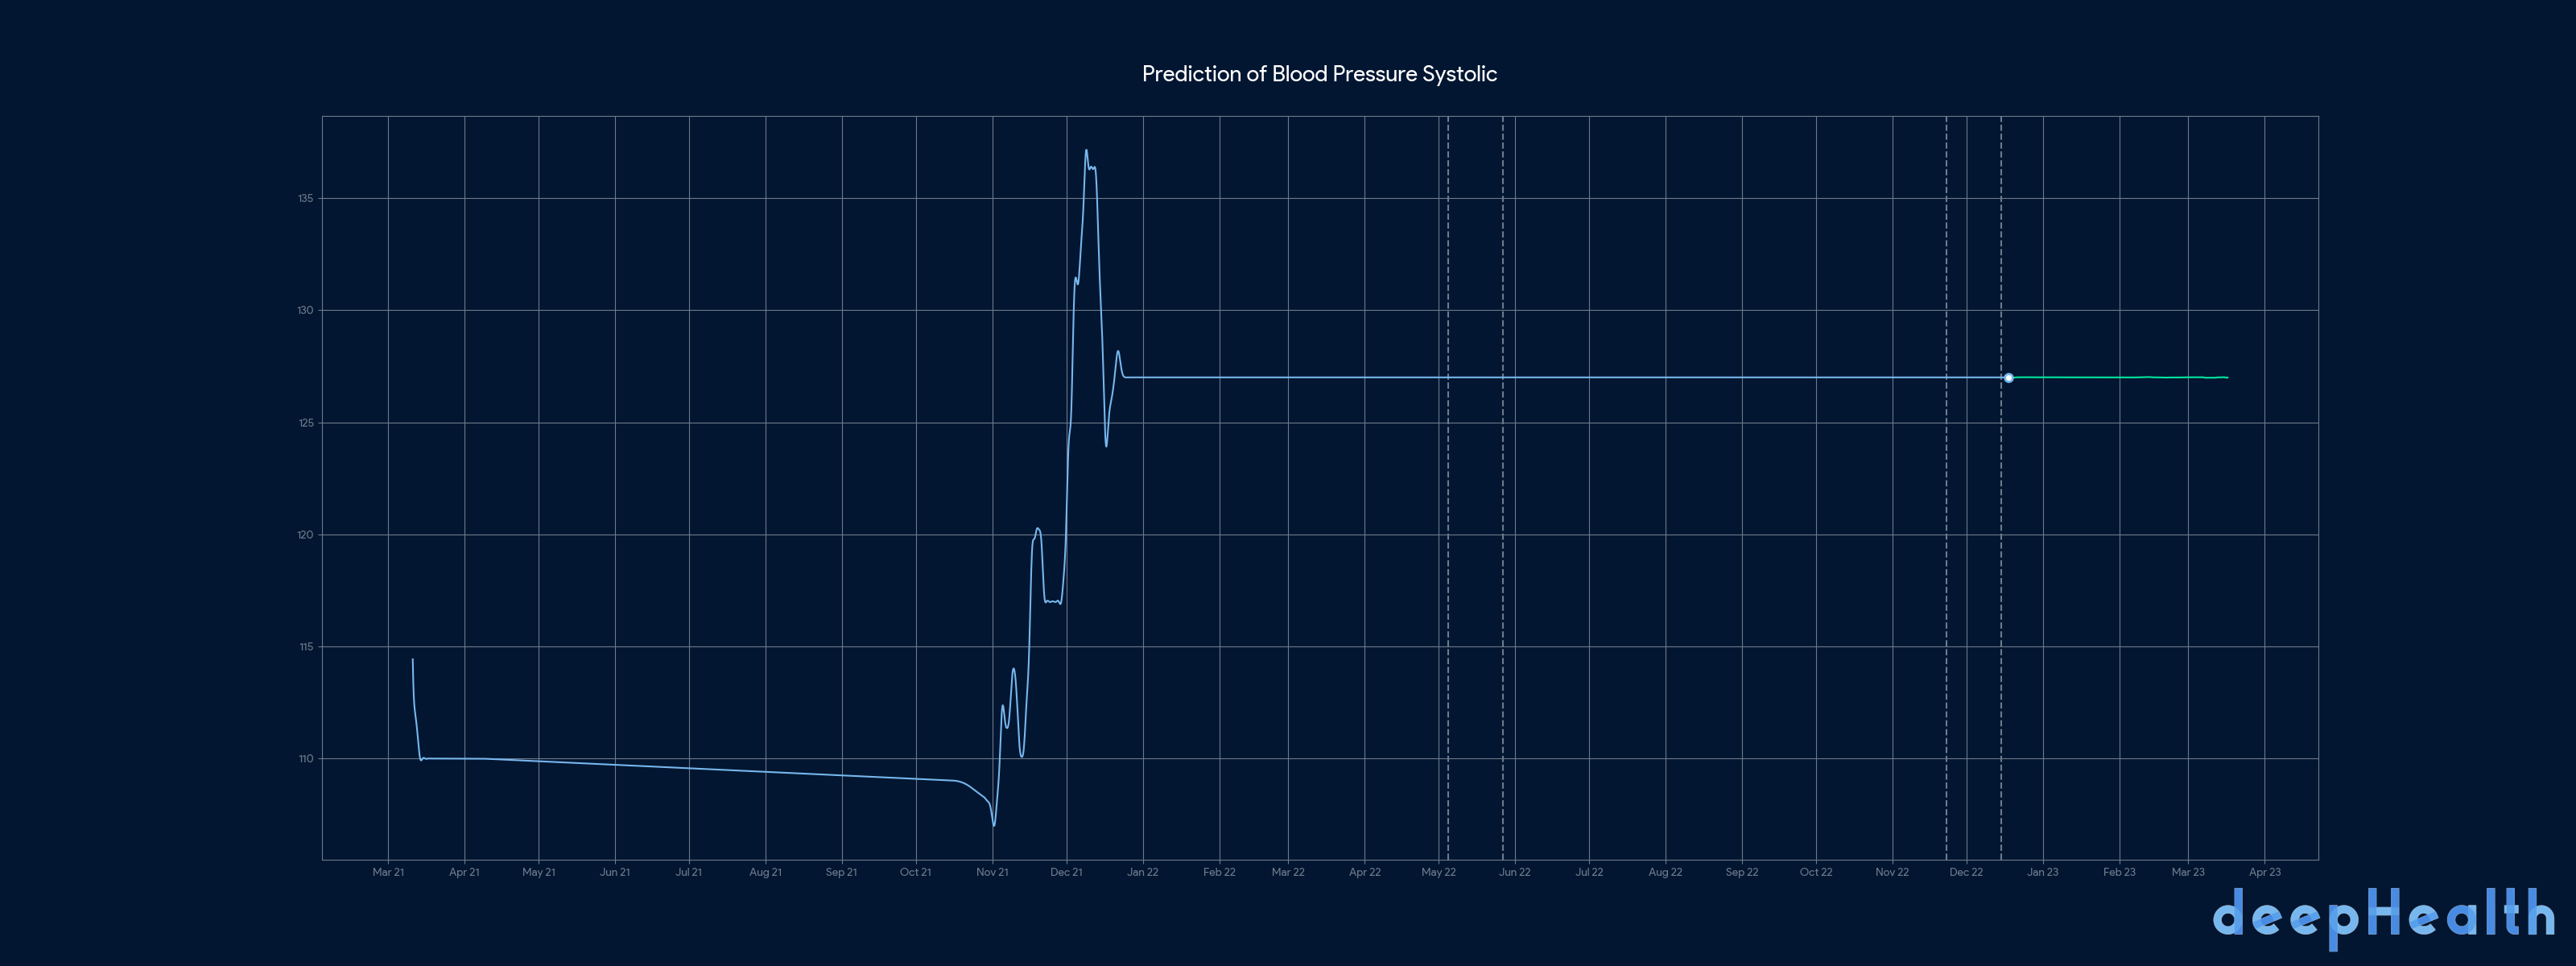 Prediction of Blood Pressure Systolic
135
130
125
120
115
110
Mar 21 Apr 21 May 21 Jun 21 Jul 21 Aug 21 Sep 21 Oct 21 Nov 21 Dec 21 Jan 22 Feb 22 Mar 22 Apr 22 May 22 Jun 22 Jul 22 Aug 22 Sep 22 Oct 22 Nov 22 Dec 22 Jan 23 Feb 23 Mar 23 Apr 23
deepHealth